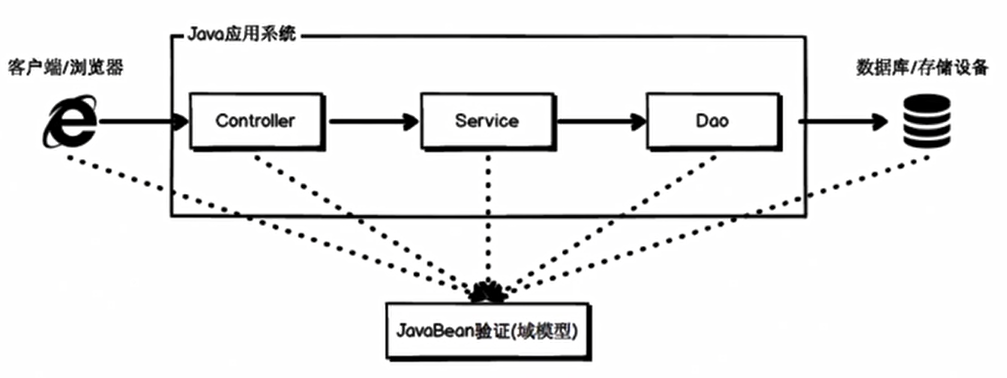 Java应用系统
客户端/浏览器
数据库/存储设备
Controller
Service
Dao
JavaBean验证(域模型)